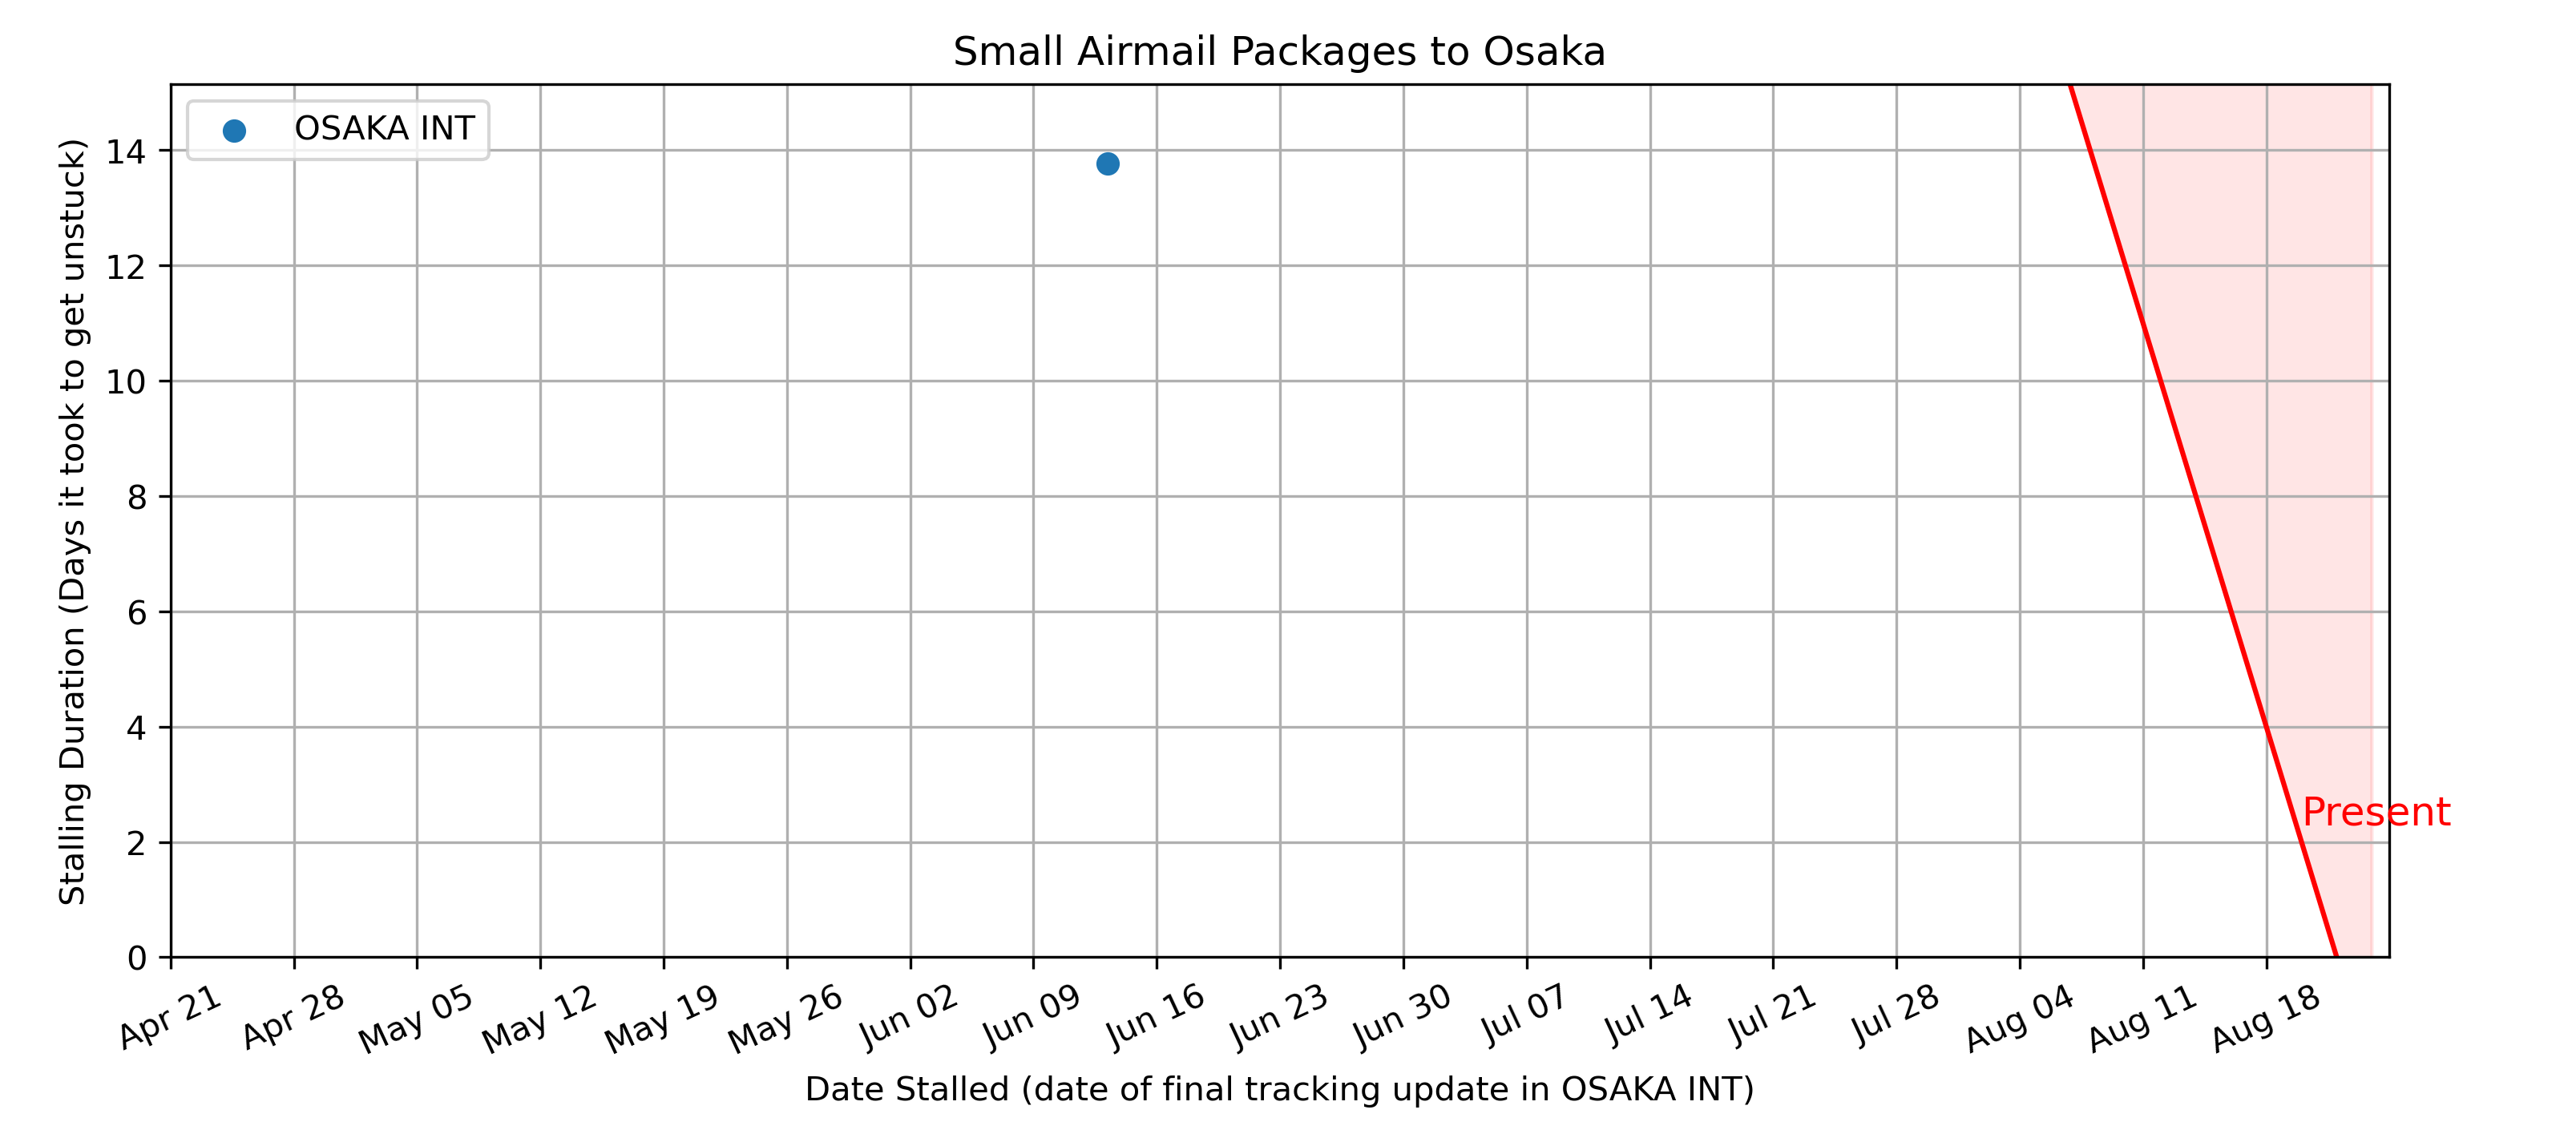 Small Airmail Packages to Osaka
OSAKA INT
Stalling Duration (Days it took to get unstuck)
14
12
10
8
6
4
2
0
Present
Apr 21
Apr 28
May 05
May 12
May 19
May 26
Jun 02
Jun 09
Jun 16
Jun 23
Jun 30
Jul 07
Jul 14
Jul 21
Jul 28
Aug 04
Aug 11
Aug 18
Date Stalled (date of final tracking update in OSAKA INT)